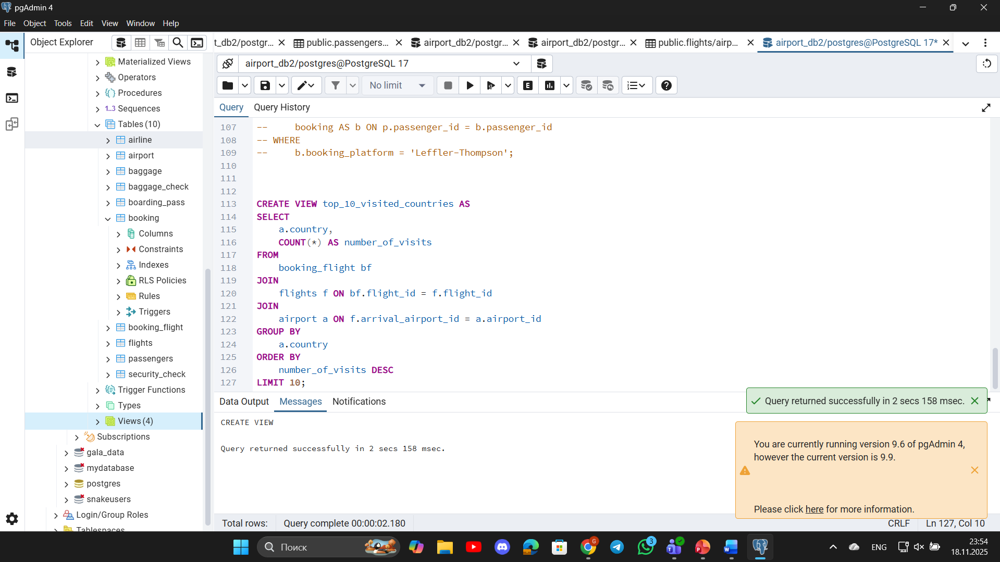 pgAdmin 4
File Object Tools Edit View Window Help
Object Explorer
t_db2/postgr... public.passengers... airport_db2/postgr... airport_db2/postgr... public.flights/airp... airport_db2/postgres@PostgreSQL 17*
airport_db2/postgres@PostgreSQL 17
No limit
E
Query Query History
Materialized Views
Operators
Procedures
1..3 Sequences
Tables (10)
airline
airport
baggage
baggage_check
boarding_pass
booking
Columns
Constraints
Indexes
RLS Policies
Rules
Triggers
booking_flight
flights
passengers
security_check
Trigger Functions
Types
Views (4)
Subscriptions
gala_data
mydatabase
postgres
snakeusers
Login/Group Roles
Tablespaces
107 -- booking AS b ON p.passenger_id = b.passenger_id
108 -- WHERE
109 -- b.booking_platform = 'Leffler-Thompson';
110
111
112
113 CREATE VIEW top_10_visited_countries AS
114 SELECT
115 a.country,
116 COUNT(*) AS number_of_visits
117 FROM
118 booking_flight bf
119 JOIN
120 flights f ON bf.flight_id = f.flight_id
121 JOIN
122 airport a ON f.arrival_airport_id = a.airport_id
123 GROUP BY
124 a.country
125 ORDER BY
126 number_of_visits DESC
127 LIMIT 10;
Data Output Messages Notifications
CREATE VIEW
Query returned successfully in 2 secs 158 msec.
Query returned successfully in 2 secs 158 msec.
You are currently running version 9.6 of pgAdmin 4,
however the current version is 9.9.
Please click here for more information.
Total rows: Query complete 00:00:02.180 CRLF Ln 127, Col 10
Поиск
G
3
P
W
ENG
23:54
18.11.2025